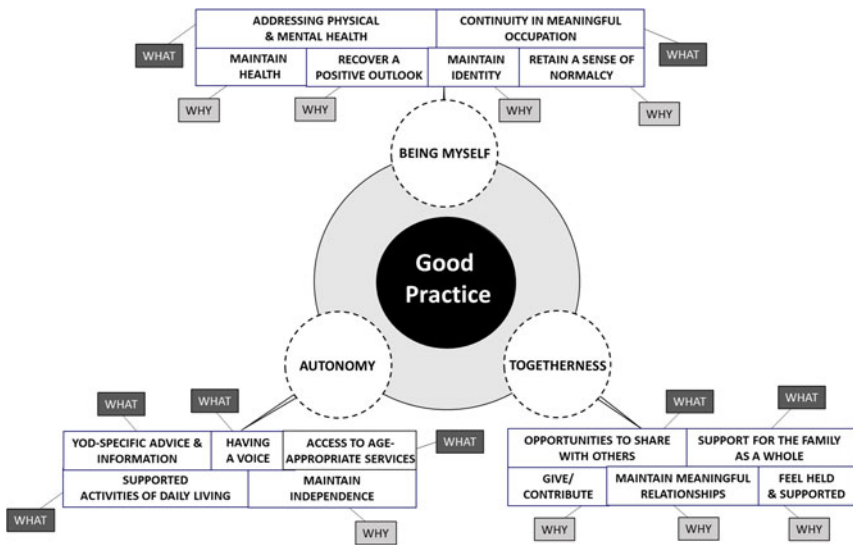 ADDRESSING PHYSICAL
& MENTAL HEALTH
CONTINUITY IN MEANINGFUL
OCCUPATION
WHAT
WHAT
MAINTAIN
HEALTH
RECOVER A
POSITIVE OUTLOOK
MAINTAIN
IDENTITY
RETAIN A SENSE OF
NORMALCY
WHY
WHY
WHY
WHY
BEING MYSELF
Good
Practice
AUTONOMY
TOGETHERNESS
WHAT
WHAT
WHAT
YOD-SPECIFIC ADVICE &
INFORMATION
HAVING
A VOICE
ACCESS TO AGE-
APPROPRIATE SERVICES
SUPPORTED
ACTIVITIES OF DAILY LIVING
MAINTAIN
INDEPENDENCE
WHAT
WHY
WHAT
WHAT
OPPORTUNITIES TO SHARE
WITH OTHERS
SUPPORT FOR THE FAMILY
AS A WHOLE
GIVE/
CONTRIBUTE
MAINTAIN MEANINGFUL
RELATIONSHIPS
FEEL HELD
& SUPPORTED
WHY
WHY
WHY